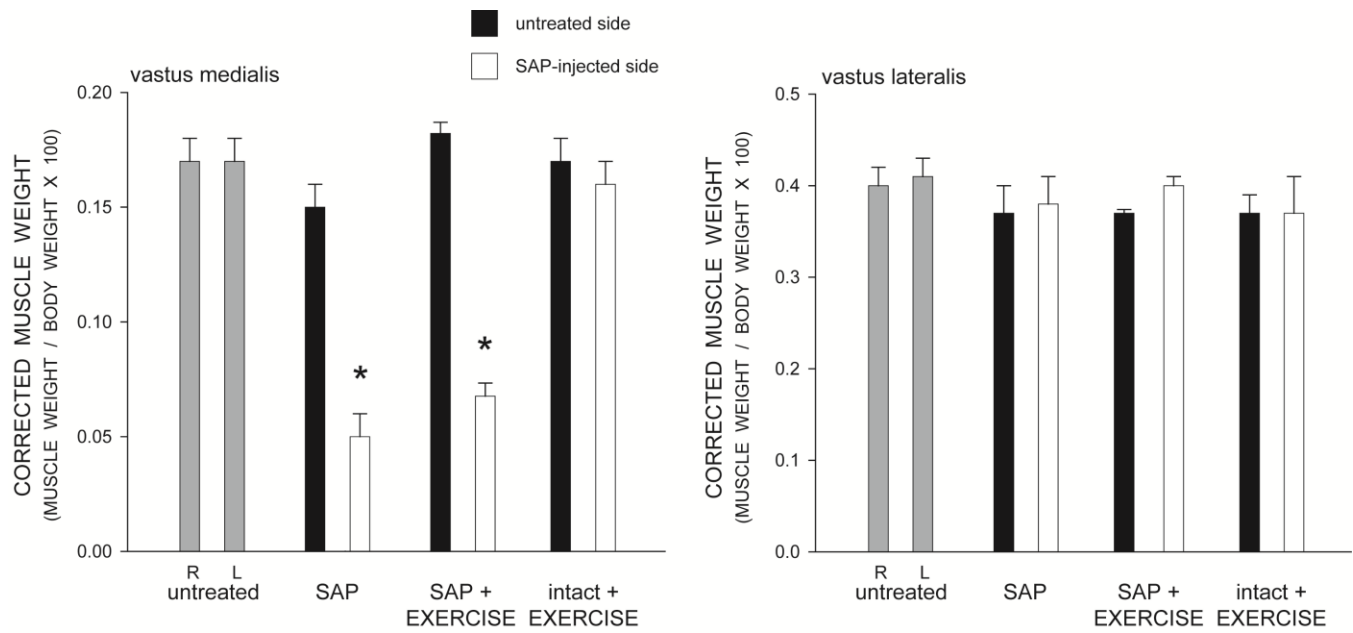 untreated side
SAP-injected side
vastus medialis
CORRECTED MUSCLE WEIGHT
(MUSCLE WEIGHT / BODY WEIGHT X 100)
0.20
0.15
0.10
0.05
0.00
*
*
R L
untreated
SAP
SAP +
EXERCISE
intact +
EXERCISE
vastus lateralis
CORRECTED MUSCLE WEIGHT
(MUSCLE WEIGHT / BODY WEIGHT X 100)
0.5
0.4
0.3
0.2
0.1
0.0
R L
untreated
SAP
SAP +
EXERCISE
intact +
EXERCISE